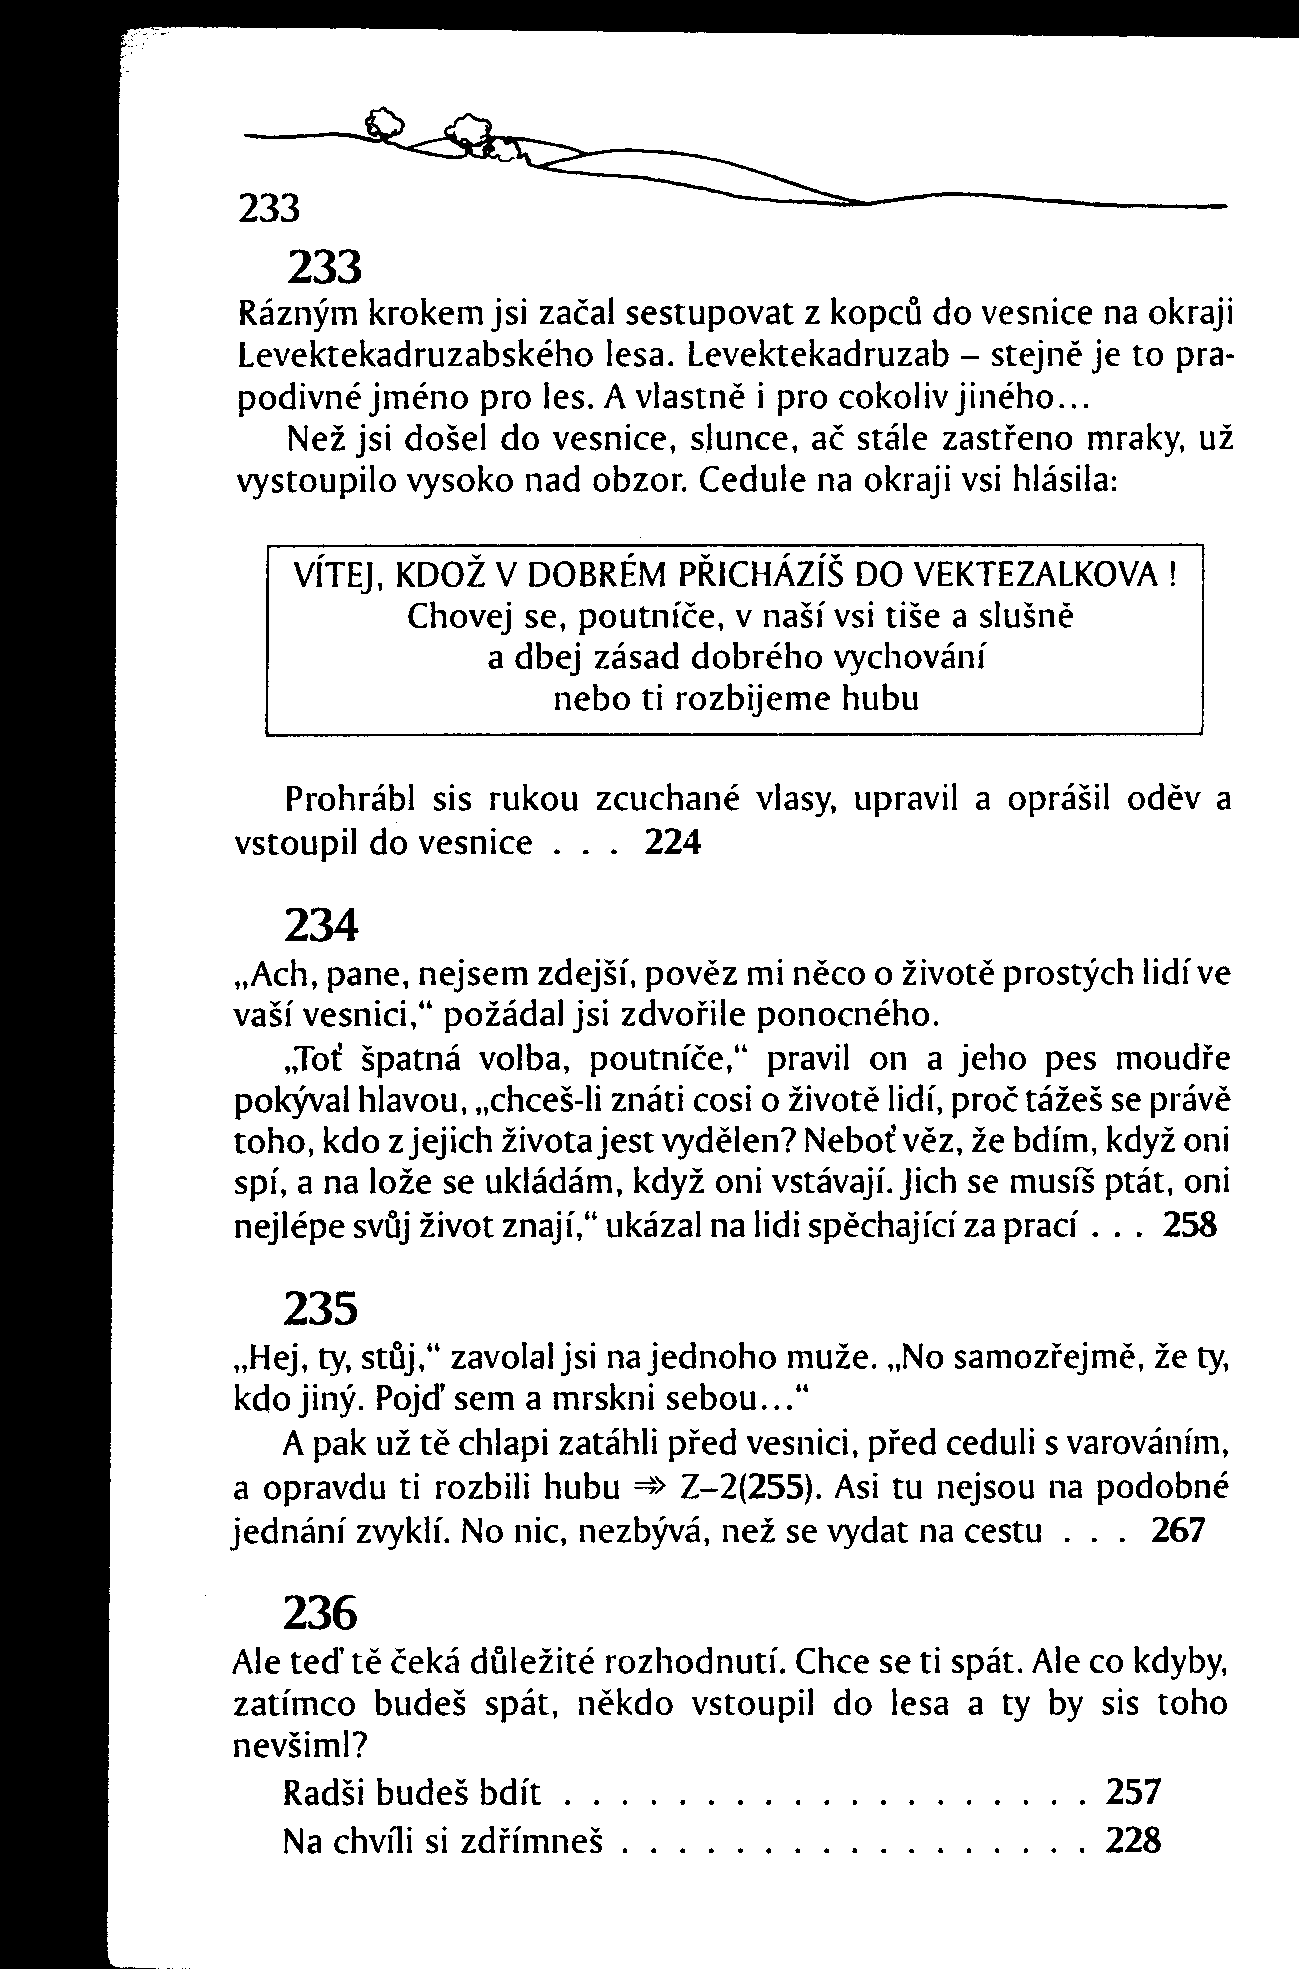 233
233
Rázným krokem jsi začal sestupovat z kopců do vesnice na okraji
Levektekadruzabského lesa. Levektekadruzab – stejně je to pra-
podivné jméno pro les. A vlastně i pro cokoliv jiného...
Než jsi došel do vesnice, slunce, ač stále zastřeno mraky, už
vystoupilo vysoko nad obzor. Cedule na okraji vsi hlásila:
VÍTEJ, KDOŽ V DOBRÉM PŘICHÁZÍŠ DO VEKTEZALKOVA !
Chovej se, poutníče, v naší vsi tiše a slušně
a dbej zásad dobrého vychování
nebo ti rozbijeme hubu
Prohrábl sis rukou zcuchané vlasy, upravil a oprášil oděv a
vstoupil do vesnice . . . 224
234
„Ach, pane, nejsem zdejší, pověz mi něco o životě prostých lidí ve
vaší vesnici,“ požádal jsi zdvořile ponocného.
„Toť špatná volba, poutníče,“ pravil on a jeho pes moudře
pokýval hlavou, „chceš-li znáti cosi o životě lidí, proč tážeš se právě
toho, kdo z jejich života jest vydělen? Neboť věz, že bdím, když oni
spí, a na lože se ukládám, když oni vstávají. Jich se musíš ptát, oni
nejlépe svůj život znají,“ ukázal na lidi spěchající za prací . . . 258
235
„Hej, ty, stůj,“ zavolal jsi na jednoho muže. „No samozřejmě, že ty,
kdo jiný. Pojď sem a mrskni sebou...“
A pak už tě chlapi zatáhli před vesnici, před ceduli s varováním,
a opravdu ti rozbili hubu ⇒> Z–2(255). Asi tu nejsou na podobné
jednání zvyklí. No nic, nezbývá, než se vydat na cestu . . . 267
236
Ale teď tě čeká důležité rozhodnutí. Chce se ti spát. Ale co kdyby,
zatímco budeš spát, někdo vstoupil do lesa a ty by sis toho
nevšiml?
Radši budeš bdít . . . . . . . . . . . . . . . . . . . 257
Na chvíli si zdřímneš . . . . . . . . . . . . . . . . . 228